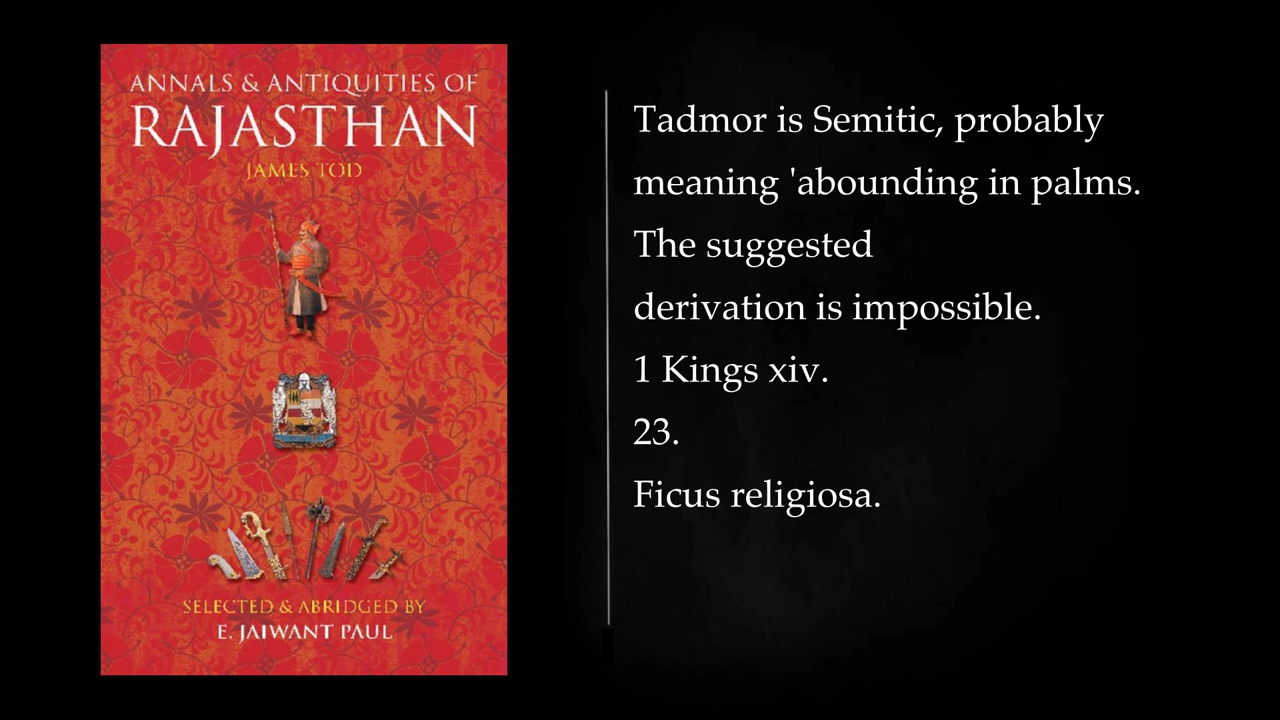 ANNALS & ANTIQUITIES OF
RAJASTHAN
JAMES TOD
SELECTED & ABRIDGED BY
E. JAIWANT PAUL
Tadmor is Semitic, probably
meaning 'abounding in palms.
The suggested
derivation is impossible.
1 Kings xiv.
23.
Ficus religiosa.